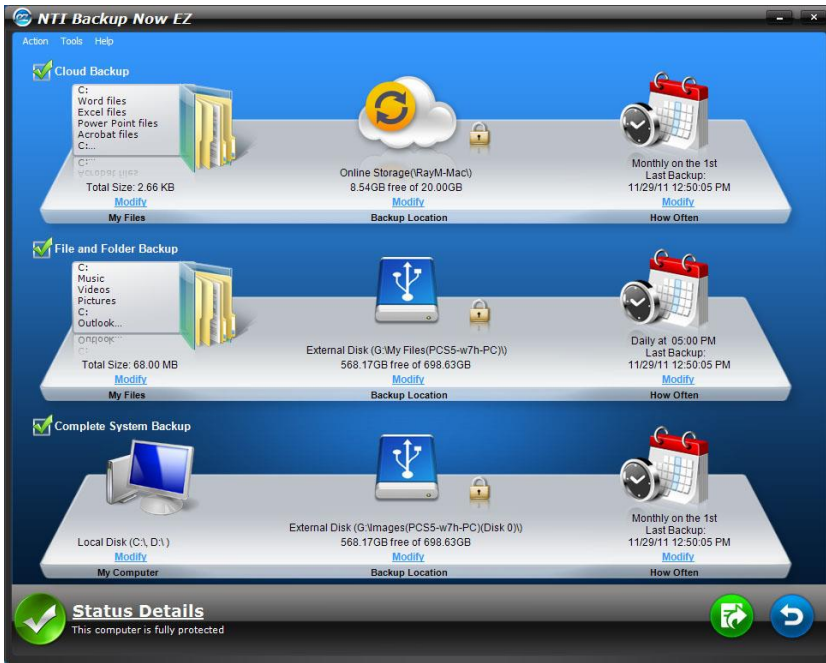 NTI Backup Now EZ
Action Tools Help
Cloud Backup
C:
Word files
Excel files
Power Point files
Acrobat files
C:...
Total Size: 2.66 KB
Modify
My Files
Online Storage(\RayM-Mac\)
8.54GB free of 20.00GB
Modify
Backup Location
Monthly on the 1st
Last Backup:
11/29/11 12:50:05 PM
Modify
How Often
File and Folder Backup
C:
Music
Videos
Pictures
C:
Outlook...
Total Size: 68.00 MB
Modify
My Files
External Disk (G:\My Files(PCS5-w7h-PC)\)
568.17GB free of 698.63GB
Modify
Backup Location
Daily at 05:00 PM
Last Backup:
11/29/11 12:50:05 PM
Modify
How Often
Complete System Backup
Local Disk (C:\, D:\ )
Modify
My Computer
External Disk (G:\Images(PCS5-w7h-PC)(Disk 0)\)
568.17GB free of 698.63GB
Modify
Backup Location
Monthly on the 1st
Last Backup:
11/29/11 12:50:05 PM
Modify
How Often
Status Details
This computer is fully protected